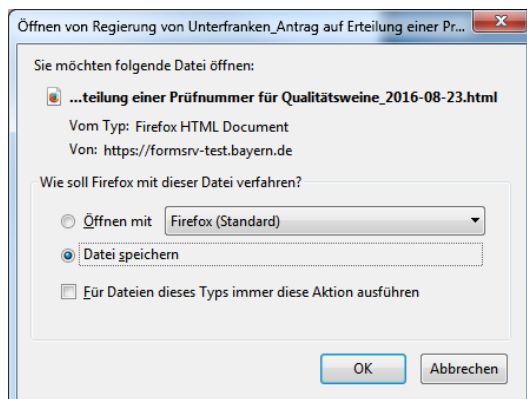 Öffnen von Regierung von Unterfranken_Antrag auf Erteilung einer Pr...
Sie möchten folgende Datei öffnen:
...teilung einer Prüfnummer für Qualitätsweine_2016-08-23.html
Vom Typ: Firefox HTML Document
Von: https://formsrv-test.bayern.de
Wie soll Firefox mit dieser Datei verfahren?
Öffnen mit Firefox (Standard)
Datei speichern
Für Dateien dieses Typs immer diese Aktion ausführen
OK Abbrechen